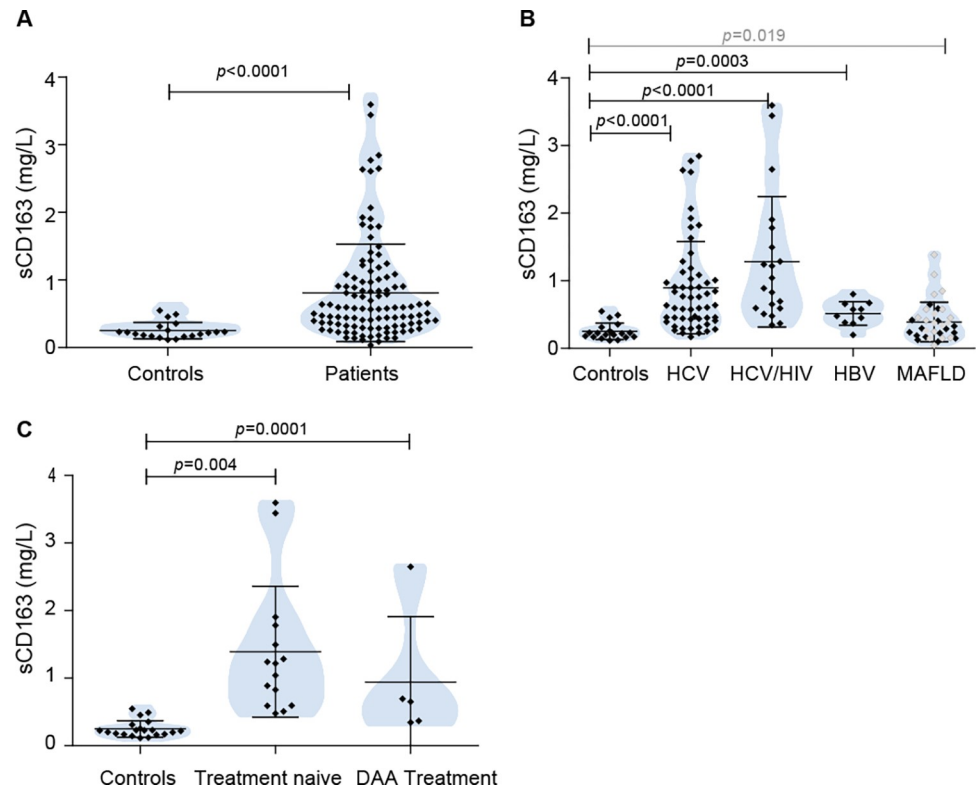 A
p<0.0001
4
3
2
1
0
sCD163 (mg/L)
Controls Patients
B
p=0.019
p=0.0003
p<0.0001
p<0.0001
4
3
2
1
0
sCD163 (mg/L)
Controls HCV HCV/HIV HBV MAFLD
C
p=0.0001
p=0.004
4
3
2
1
0
sCD163 (mg/L)
Controls Treatment naive DAA Treatment